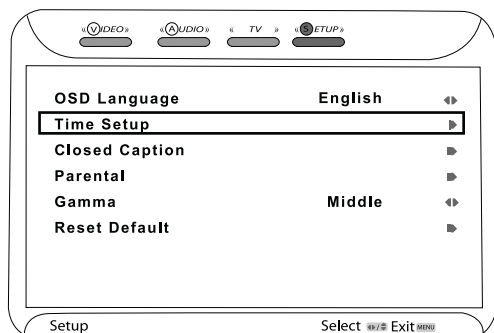 «VIDEO» «AUDIO» « TV » «SETUP»
OSD Language English
Time Setup
Closed Caption
Parental
Gamma Middle
Reset Default
Setup Select / Exit MENU